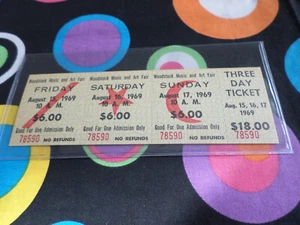 Woodstock Music and Art Fair
FRIDAY
August 15, 1969
10 A. M.
$6.00
Good For One Admission Only
78590 NO REFUNDS
Woodstock Music and Art Fair
SATURDAY
August 16, 1969
10 A. M.
$6.00
Good For One Admission Only
78590 NO REFUNDS
Woodstock Music and Art Fair
SUNDAY
August 17, 1969
10 A. M.
$6.00
Good For One Admission Only
78590 NO REFUNDS
THREE
DAY
TICKET
Aug. 15, 16, 17
1969
$18.00
78590